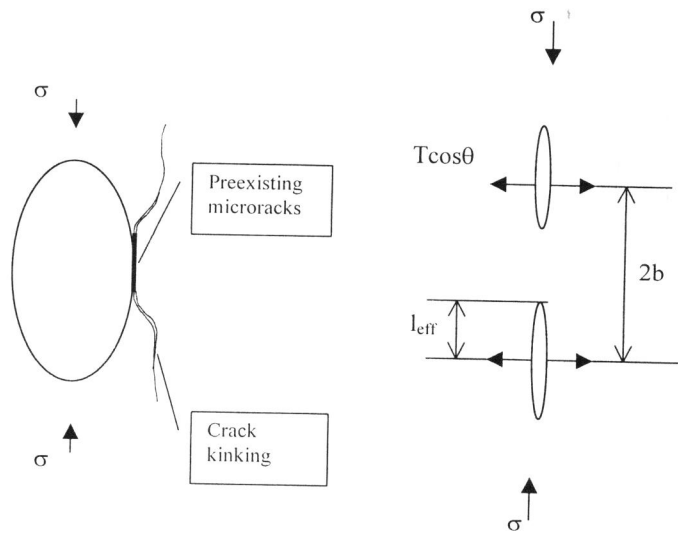 σ
Preexisting
microracks
Crack
kinking
σ
σ
Tcosθ
2b
l_eff
σ